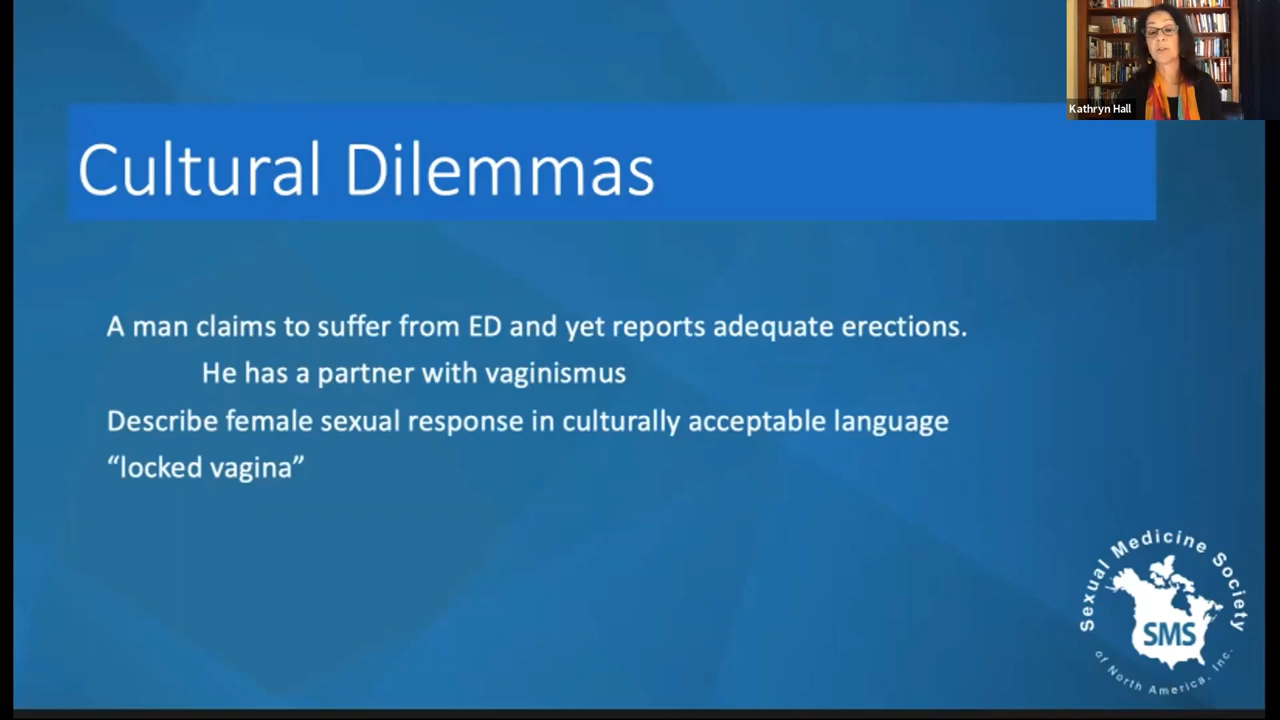 Kathryn Hall
Cultural Dilemmas
A man claims to suffer from ED and yet reports adequate erections.
He has a partner with vaginismus
Describe female sexual response in culturally acceptable language
“locked vagina”
Sexual Medicine Society
SMS
of North America, Inc.